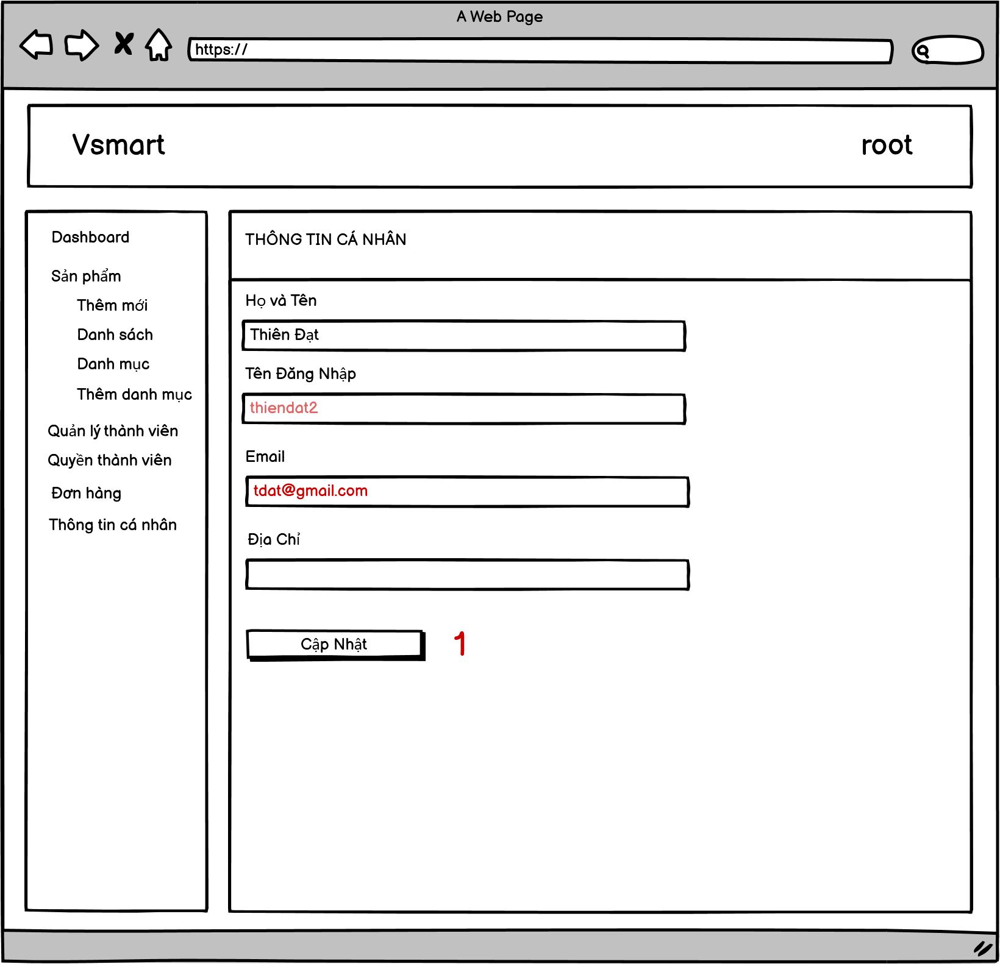 A Web Page
https://
Vsmart
root
Dashboard
Sản phẩm
Thêm mới
Danh sách
Danh mục
Thêm danh mục
Quản lý thành viên
Quyền thành viên
Đơn hàng
Thông tin cá nhân
THÔNG TIN CÁ NHÂN
Họ và Tên
Thiên Đạt
Tên Đăng Nhập
thiendat2
Email
tdat@gmail.com
Địa Chỉ
Cập Nhật
1